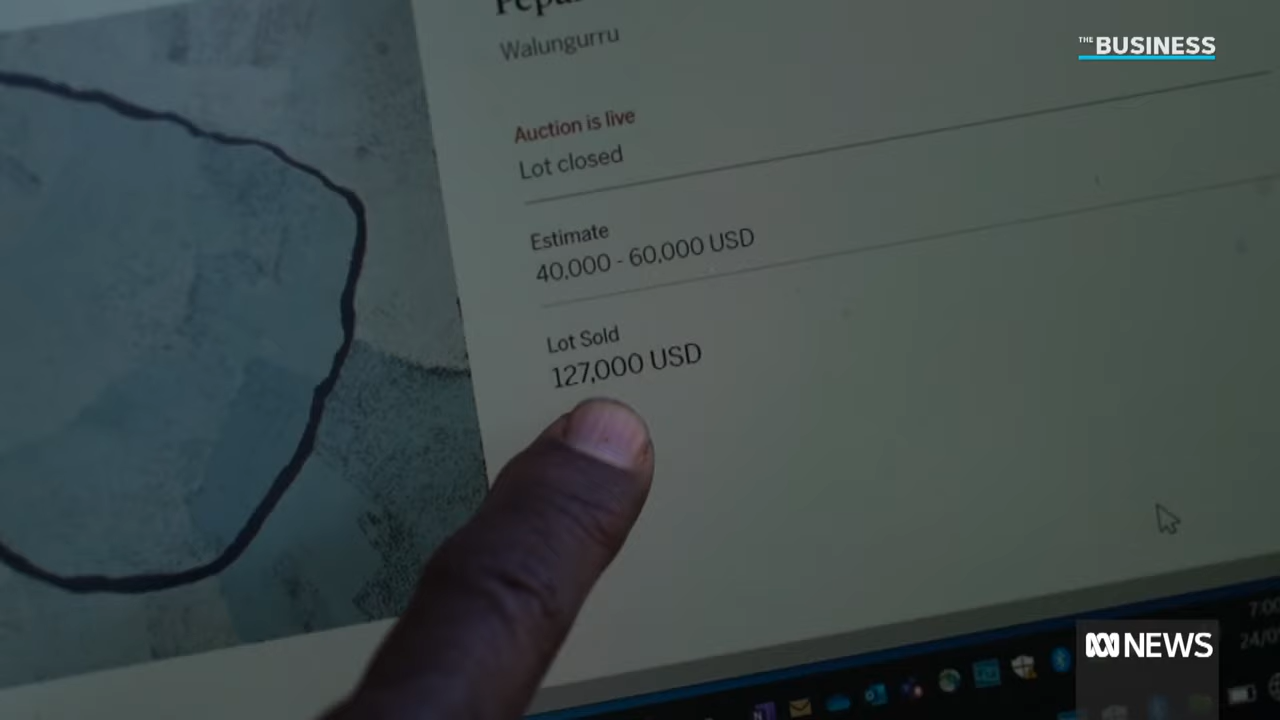 THE BUSINESS
Walungurru
Auction is live
Lot closed
Estimate
40,000 - 60,000 USD
Lot Sold
127,000 USD
NEWS